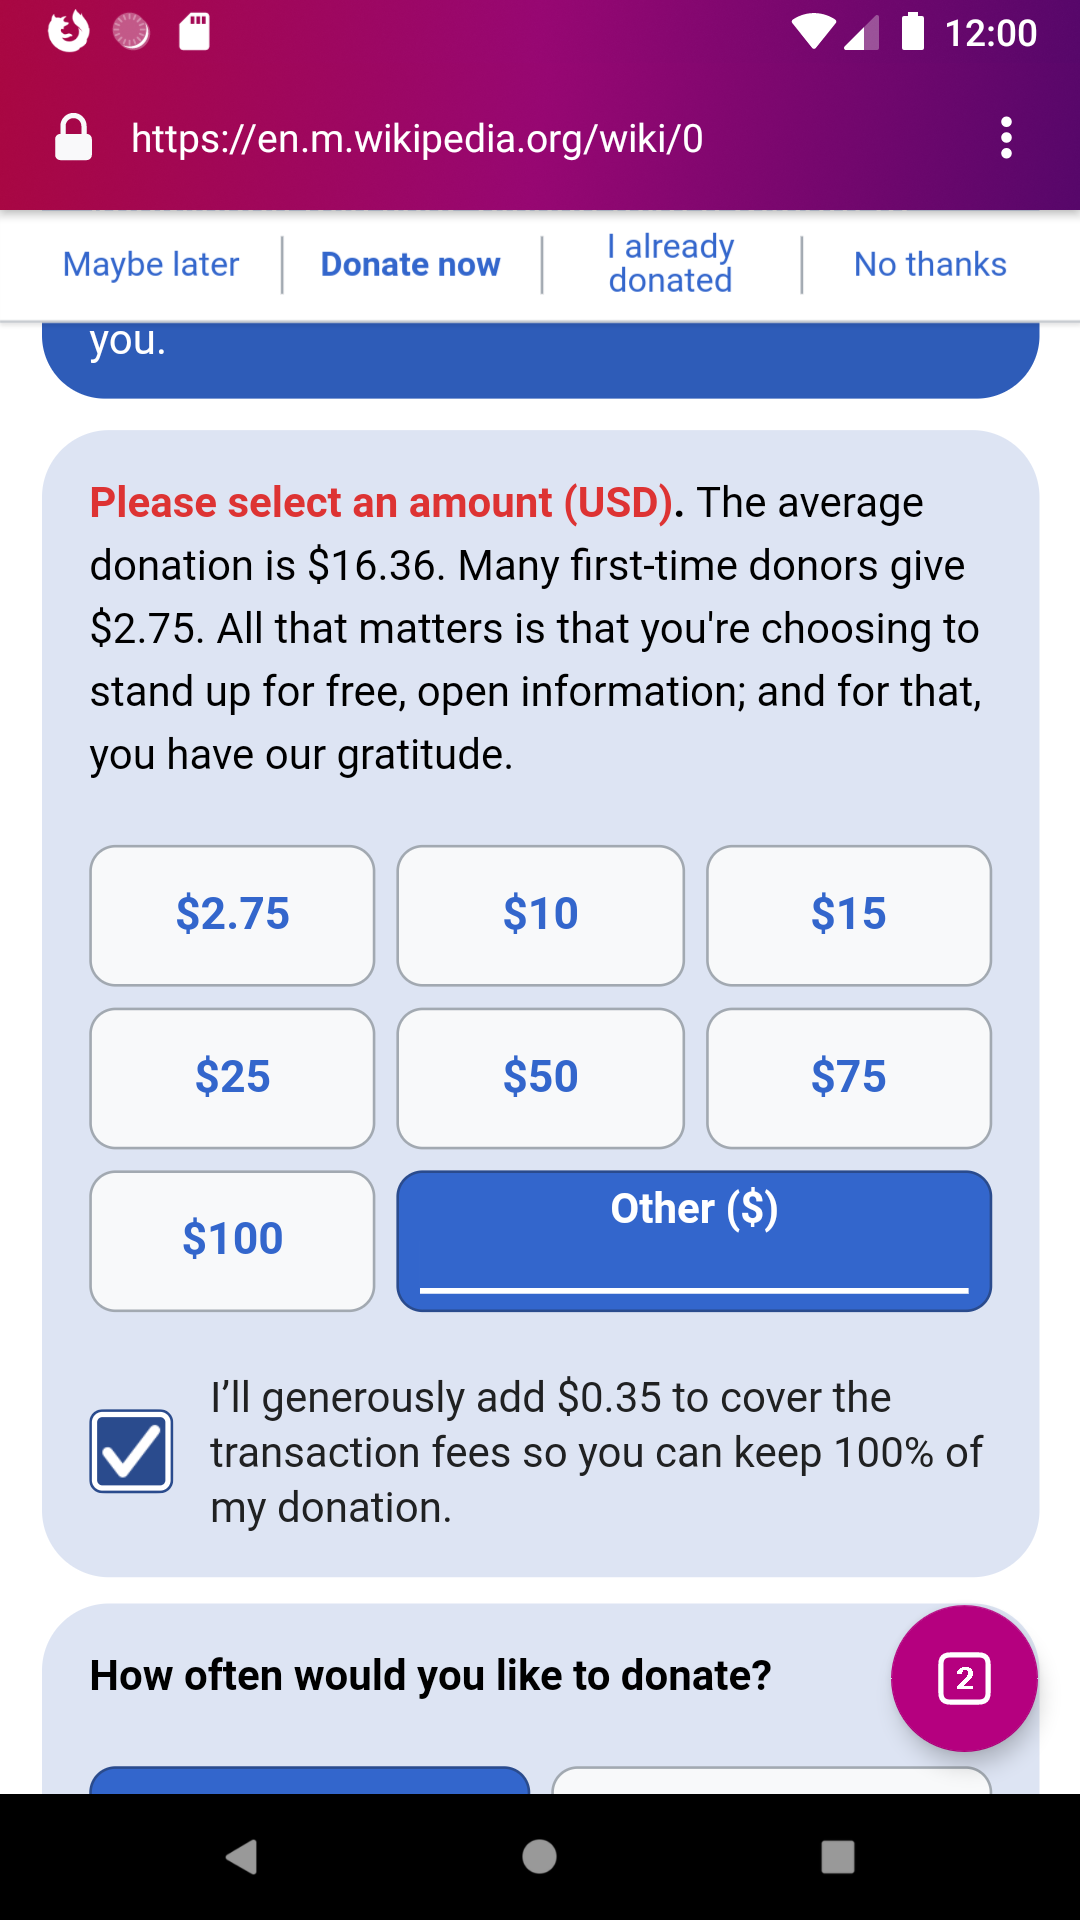 12:00
https://en.m.wikipedia.org/wiki/0
Maybe later
Donate now
I already
donated
No thanks
you.
Please select an amount (USD). The average
donation is $16.36. Many first-time donors give
$2.75. All that matters is that you're choosing to
stand up for free, open information; and for that,
you have our gratitude.
$2.75
$10
$15
$25
$50
$75
$100
Other ($)
I’ll generously add $0.35 to cover the
transaction fees so you can keep 100% of
my donation.
How often would you like to donate?
2